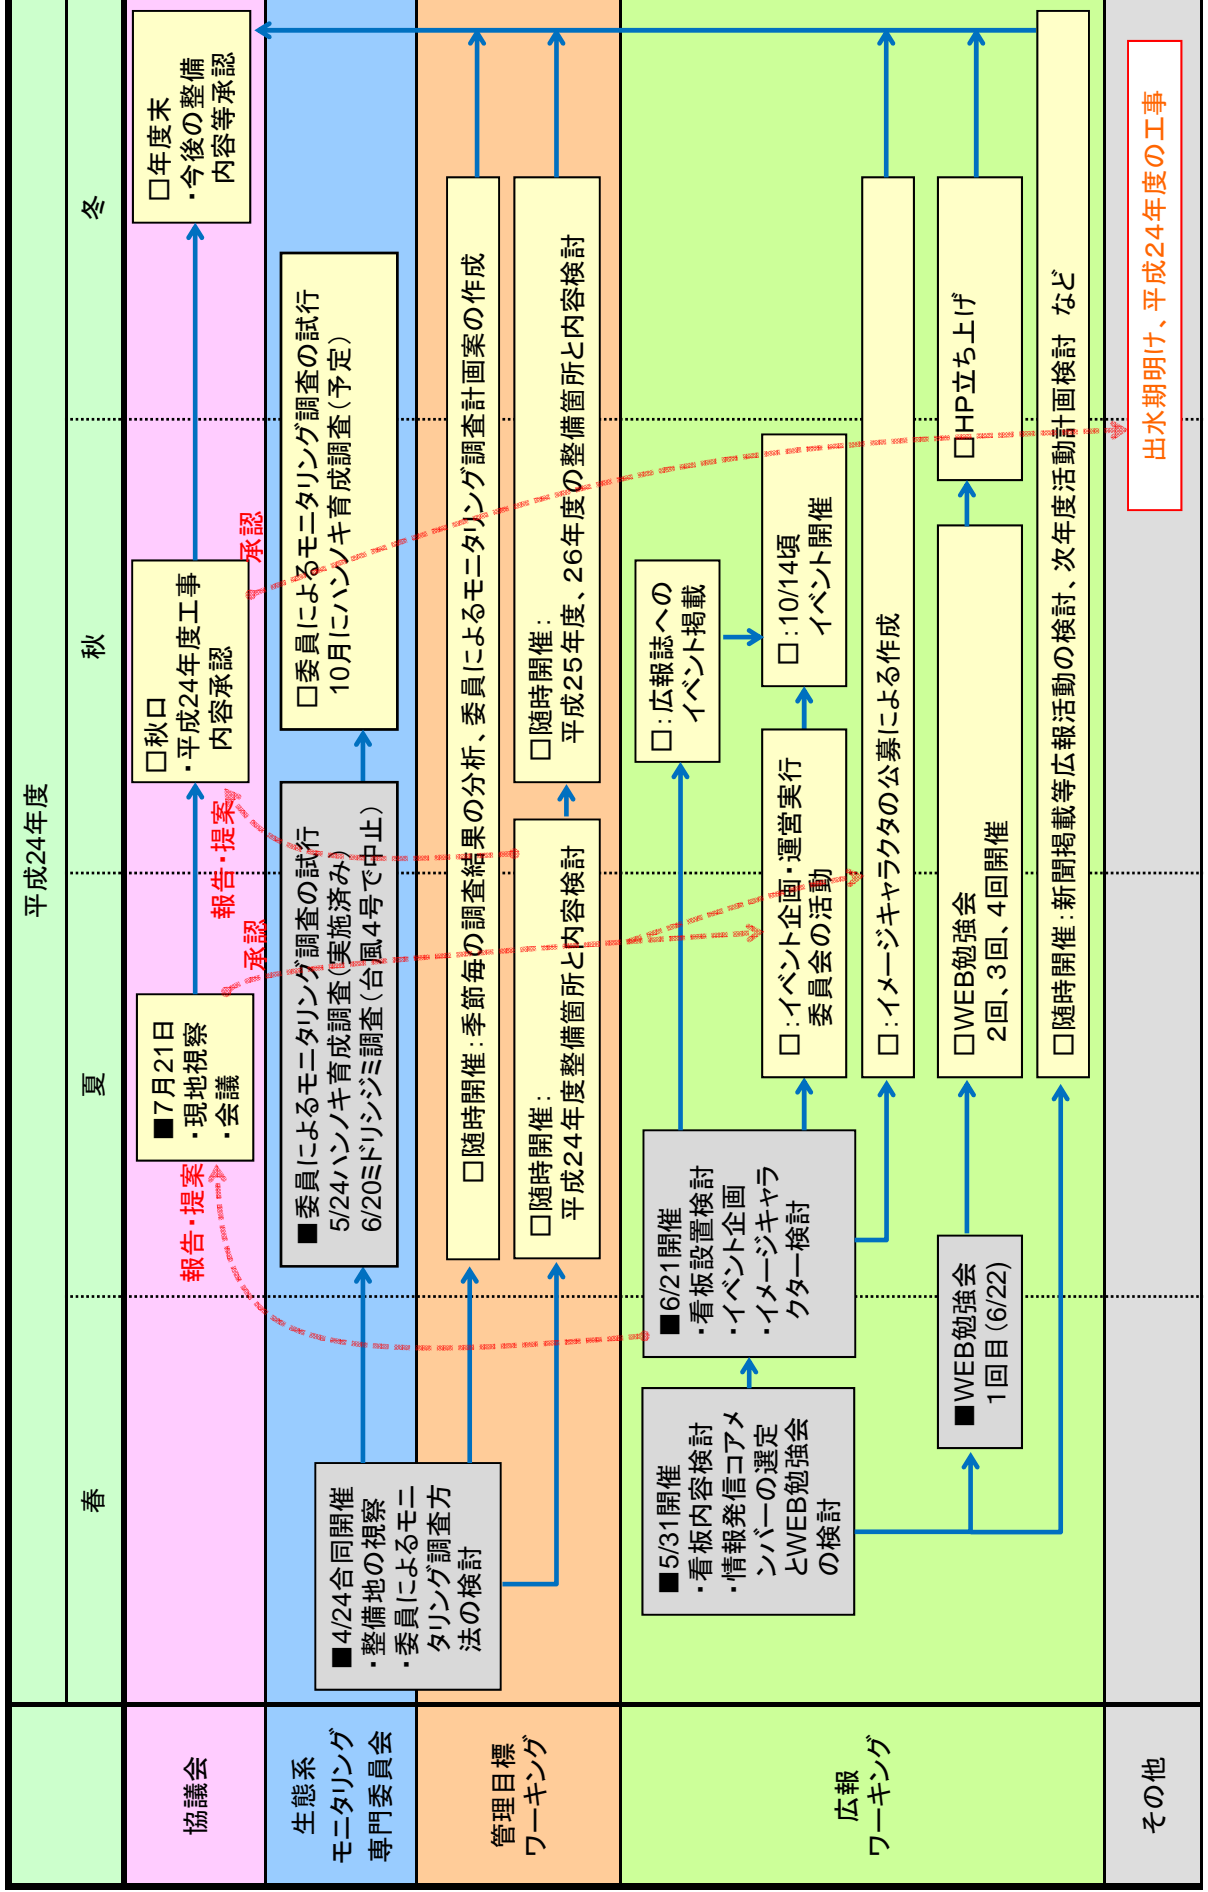 平成24年度
春
夏
秋
冬
協議会
■7月21日
・現地視察
・会議
□秋口
・平成24年度工事
内容承認
□年度末
・今後の整備
内容等承認
報告・提案
承認
報告・提案
承認
生態系
モニタリング
専門委員会
■4/24合同開催
・整備地の視察
・委員によるモニ
タリング調査方
法の検討
■委員によるモニタリング調査の試行
5/24ハンノキ育成調査(実施済み)
6/20ミドリシジミ調査(台風4号で中止)
□委員によるモニタリング調査の試行
10月にハンノキ育成調査(予定)
管理目標
ワーキング
□随時開催:季節毎の調査結果の分析、委員によるモニタリング調査計画案の作成
□随時開催:
平成24年度整備箇所と内容検討
□随時開催:
平成25年度、26年度の整備箇所と内容検討
広報
ワーキング
■5/31開催
・看板内容検討
・情報発信コアメ
ンバーの選定
とWEB勉強会
の検討
■6/21開催
・看板設置検討
・イベント企画
・イメージキャラ
クター検討
□:広報誌への
イベント掲載
□:イベント企画・運営実行
委員会の活動
□:10/14頃
イベント開催
□:イメージキャラクタの公募による作成
■WEB勉強会
1回目(6/22)
□WEB勉強会
2回、3回、4回開催
□HP立ち上げ
□随時開催:新聞掲載等広報活動の検討、次年度活動計画検討 など
その他
出水期明け、平成24年度の工事